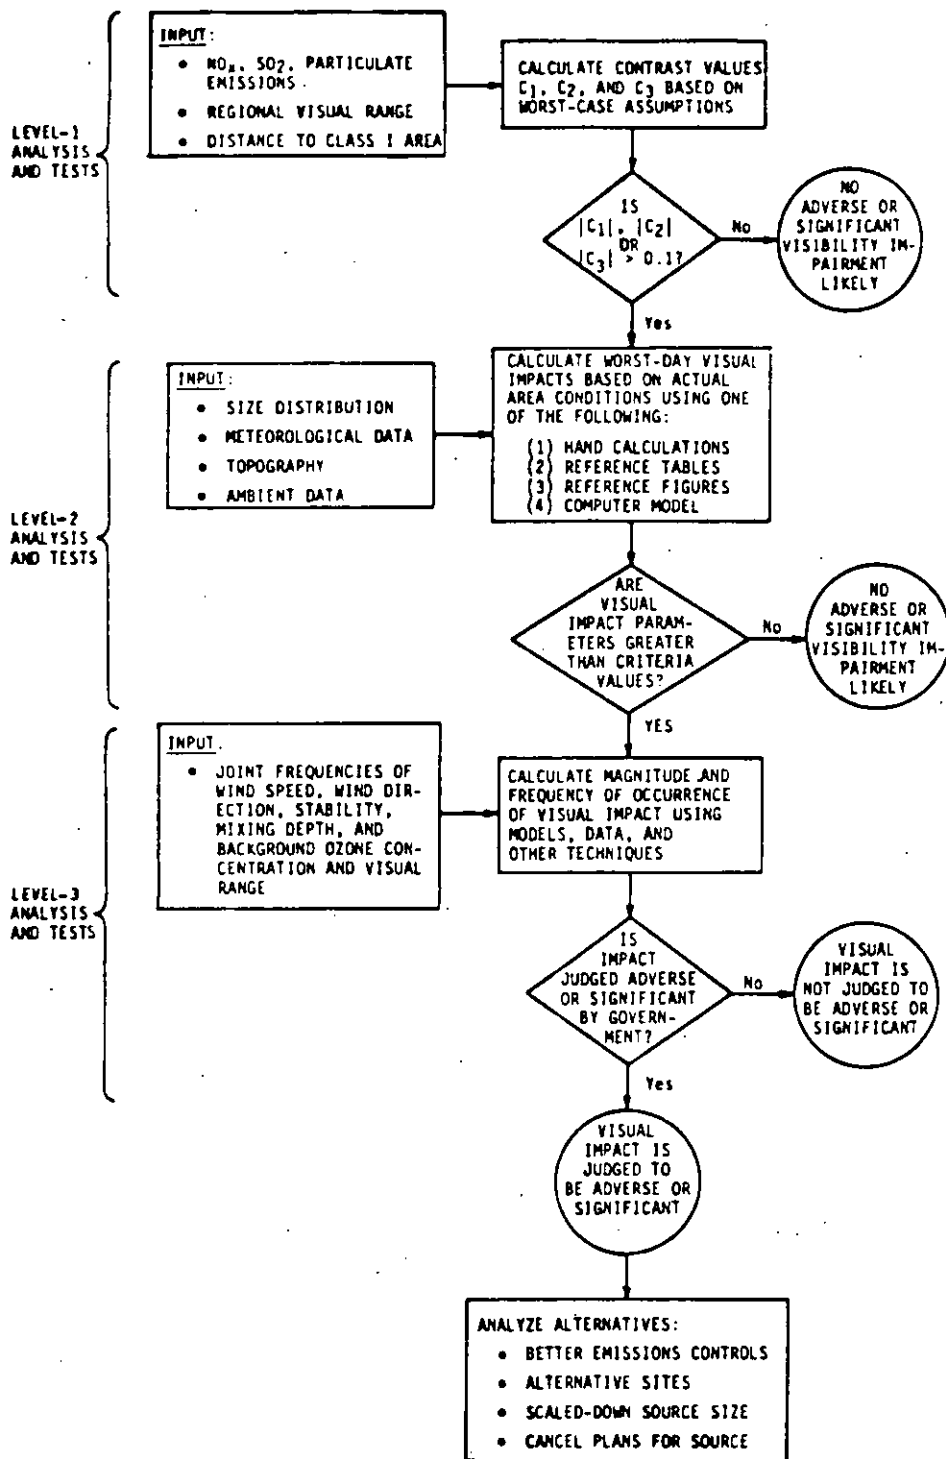 LEVEL-1
ANALYSIS
AND TESTS
INPUT:
• NOx, SO2, PARTICULATE
EMISSIONS
• REGIONAL VISUAL RANGE
• DISTANCE TO CLASS I AREA
CALCULATE CONTRAST VALUES
C1, C2, AND C3 BASED ON
WORST-CASE ASSUMPTIONS
IS
|C1|, |C2|
OR
|C3| > 0.1?
No
NO
ADVERSE OR
SIGNIFICANT
VISIBILITY IM-
PAIRMENT
LIKELY
Yes
LEVEL-2
ANALYSIS
AND TESTS
INPUT:
• SIZE DISTRIBUTION
• METEOROLOGICAL DATA
• TOPOGRAPHY
• AMBIENT DATA
CALCULATE WORST-DAY VISUAL
IMPACTS BASED ON ACTUAL
AREA CONDITIONS USING ONE
OF THE FOLLOWING:
(1) HAND CALCULATIONS
(2) REFERENCE TABLES
(3) REFERENCE FIGURES
(4) COMPUTER MODEL
ARE
VISUAL
IMPACT PARAM-
ETERS GREATER
THAN CRITERIA
VALUES?
No
NO
ADVERSE OR
SIGNIFICANT
VISIBILITY IM-
PAIRMENT
LIKELY
YES
LEVEL-3
ANALYSIS
AND TESTS
INPUT.
• JOINT FREQUENCIES OF
WIND SPEED, WIND DIR-
ECTION, STABILITY,
MIXING DEPTH, AND
BACKGROUND OZONE CON-
CENTRATION AND VISUAL
RANGE
CALCULATE MAGNITUDE AND
FREQUENCY OF OCCURRENCE
OF VISUAL IMPACT USING
MODELS, DATA, AND
OTHER TECHNIQUES
IS
IMPACT
JUDGED ADVERSE
OR SIGNIFICANT
BY GOVERN-
MENT?
No
VISUAL
IMPACT IS
NOT JUDGED TO
BE ADVERSE OR
SIGNIFICANT
Yes
VISUAL
IMPACT IS
JUDGED TO
BE ADVERSE OR
SIGNIFICANT
ANALYZE ALTERNATIVES:
• BETTER EMISSIONS CONTROLS
• ALTERNATIVE SITES
• SCALED-DOWN SOURCE SIZE
• CANCEL PLANS FOR SOURCE